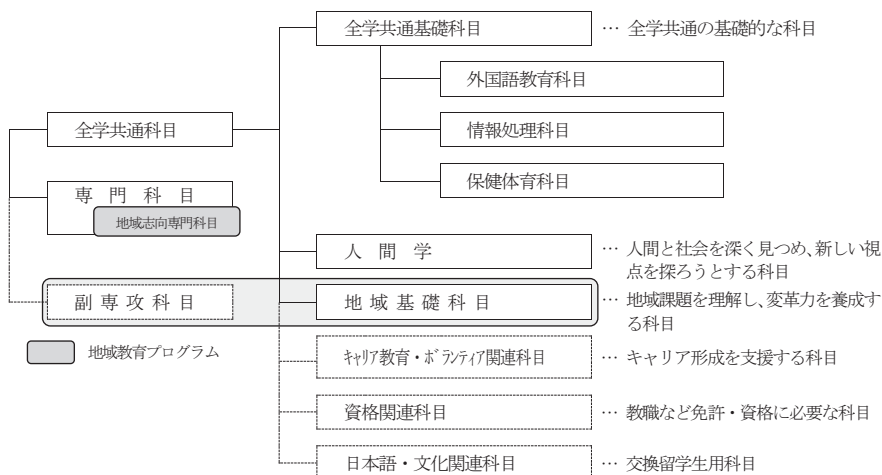 全学共通基礎科目 … 全学共通の基礎的な科目
外国語教育科目
全学共通科目
情報処理科目
保健体育科目
専門科目
地域志向専門科目
人間学 … 人間と社会を深く見つめ、新しい視
点を探ろうとする科目
副専攻科目 地域基礎科目 … 地域課題を理解し、変革力を養成す
る科目
地域教育プログラム
キャリア教育・ボランティア関連科目 … キャリア形成を支援する科目
資格関連科目 … 教職など免許・資格に必要な科目
日本語・文化関連科目 … 交換留学生用科目